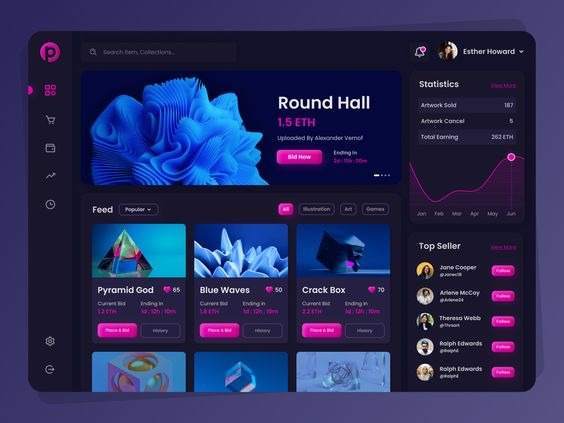 Search item, Collections...
Esther Howard
Round Hall
1.5 ETH
Uploaded By Alexander Vernof
Bid Now
Ending In
2d : 15h : 20m
Statistics
View More
Artwork Sold 187
Artwork Cancel 5
Total Earning 262 ETH
Jan Feb Mar Apr May Jun
Feed
Popular
All
Illustration
Art
Games
Pyramid God 65
Current Bid Ending In
1.2 ETH 1d : 12h : 10m
Place A Bid History
Blue Waves 50
Current Bid Ending In
1.8 ETH 1d : 12h : 10m
Place A Bid History
Crack Box 70
Current Bid Ending In
2.2 ETH 1d : 12h : 10m
Place A Bid History
Top Seller
View More
Jane Cooper
@Janec18
Follow
Arlene McCoy
@Arlene24
Follow
Theresa Webb
@Thrsart
Follow
Ralph Edwards
@RalphE
Follow
Ralph Edwards
@RalphE
Follow